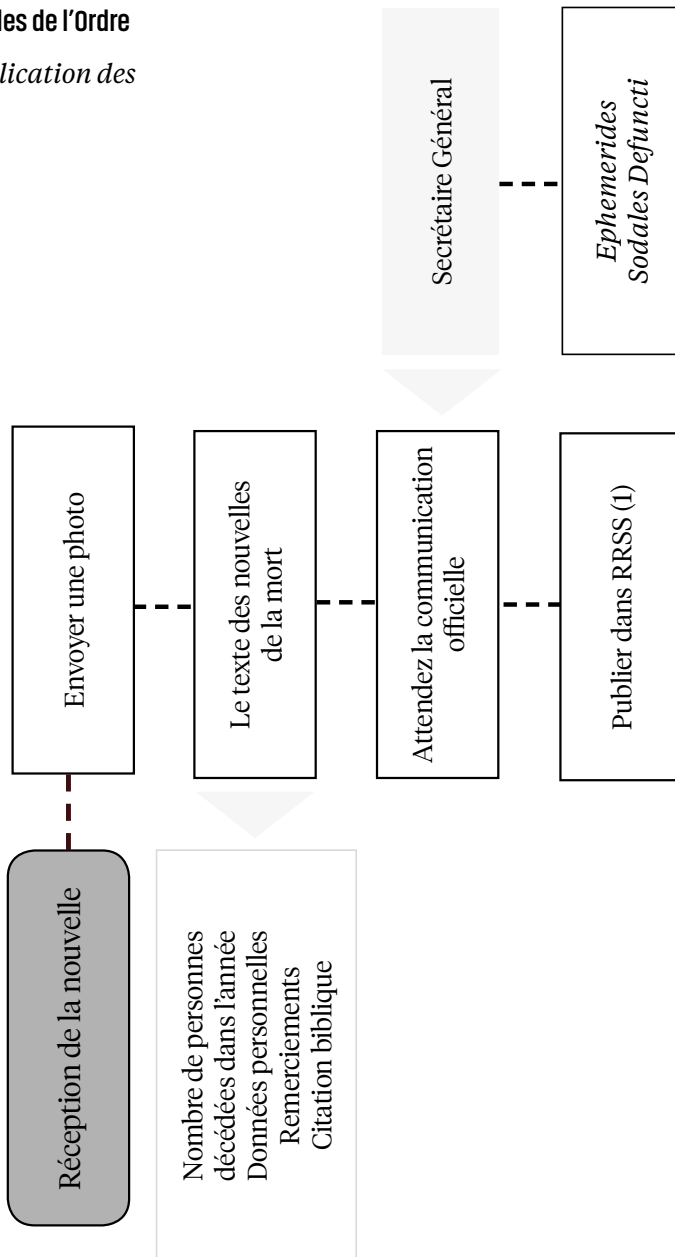 les de l’Ordre
lication des
Réception de la nouvelle
Envoyer une photo
Nombre de personnes
décédées dans l’année
Données personnelles
Remerciements
Citation biblique
Le texte des nouvelles
de la mort
Attendez la communication
officielle
Secrétaire Général
Publier dans RRSS (1)
Ephemerides
Sodales Defuncti